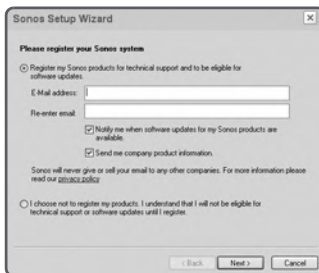 Sonos Setup Wizard
Please register your Sonos system
Register my Sonos products for technical support and to be eligible for
software updates.
E-Mail address:
Re-enter email:
Notify me when software updates for my Sonos products are
available.
Send me company product information.
Sonos will never give or sell your email to any other companies. For more information please
read our privacy policy
I choose not to register my products. I understand that I will not be eligible for
technical support or software updates until I register.
< Back
Next >
Cancel